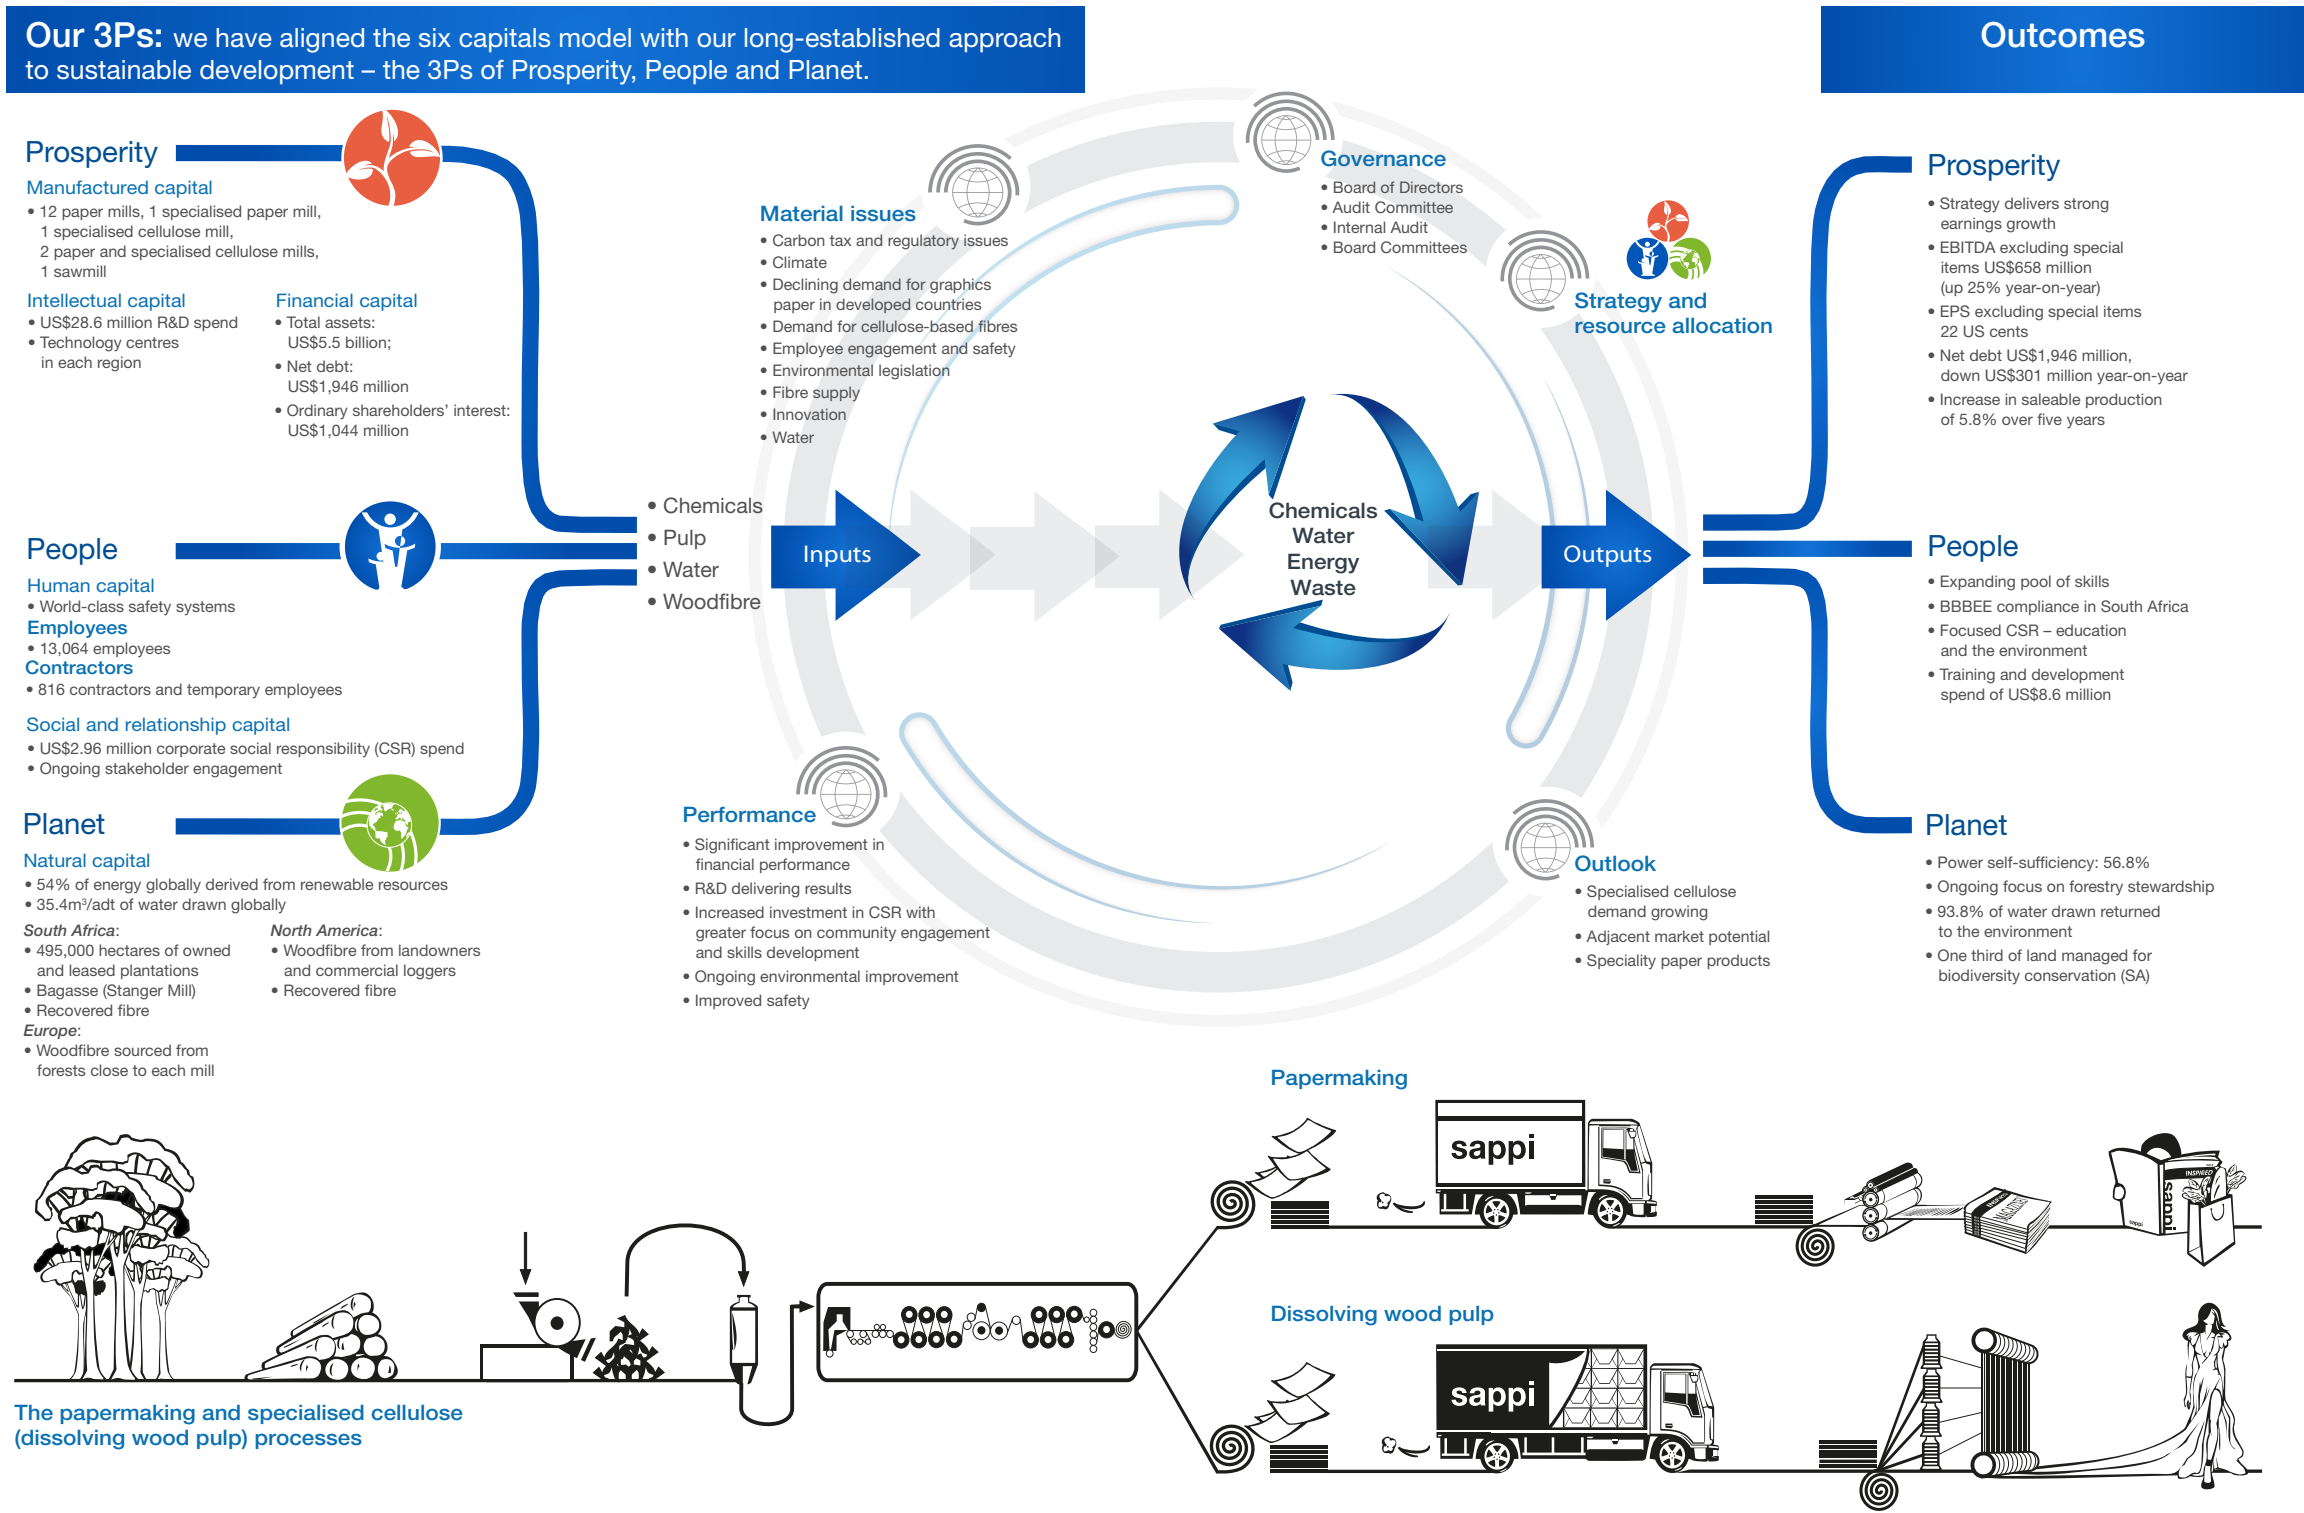 Our 3Ps: we have aligned the six capitals model with our long-established approach
to sustainable development – the 3Ps of Prosperity, People and Planet.
Outcomes
Prosperity
Manufactured capital
• 12 paper mills, 1 specialised paper mill,
1 specialised cellulose mill,
2 paper and specialised cellulose mills,
1 sawmill
Intellectual capital
• US$28.6 million R&D spend
• Technology centres
in each region
Financial capital
• Total assets:
US$5.5 billion;
• Net debt:
US$1,946 million
• Ordinary shareholders’ interest:
US$1,044 million
People
Human capital
• World-class safety systems
Employees
• 13,064 employees
Contractors
• 816 contractors and temporary employees
Social and relationship capital
• US$2.96 million corporate social responsibility (CSR) spend
• Ongoing stakeholder engagement
Planet
Natural capital
• 54% of energy globally derived from renewable resources
• 35.4m³/adt of water drawn globally
South Africa:
• 495,000 hectares of owned
and leased plantations
• Bagasse (Stanger Mill)
• Recovered fibre
Europe:
• Woodfibre sourced from
forests close to each mill
North America:
• Woodfibre from landowners
and commercial loggers
• Recovered fibre
• Chemicals
• Pulp
• Water
• Woodfibre
Inputs
Material issues
• Carbon tax and regulatory issues
• Climate
• Declining demand for graphics
paper in developed countries
• Demand for cellulose-based fibres
• Employee engagement and safety
• Environmental legislation
• Fibre supply
• Innovation
• Water
Governance
• Board of Directors
• Audit Committee
• Internal Audit
• Board Committees
Strategy and
resource allocation
Chemicals
Water
Energy
Waste
Outputs
Performance
• Significant improvement in
financial performance
• R&D delivering results
• Increased investment in CSR with
greater focus on community engagement
and skills development
• Ongoing environmental improvement
• Improved safety
Outlook
• Specialised cellulose
demand growing
• Adjacent market potential
• Speciality paper products
Prosperity
• Strategy delivers strong
earnings growth
• EBITDA excluding special
items US$658 million
(up 25% year-on-year)
• EPS excluding special items
22 US cents
• Net debt US$1,946 million,
down US$301 million year-on-year
• Increase in saleable production
of 5.8% over five years
People
• Expanding pool of skills
• BBBEE compliance in South Africa
• Focused CSR – education
and the environment
• Training and development
spend of US$8.6 million
Planet
• Power self-sufficiency: 56.8%
• Ongoing focus on forestry stewardship
• 93.8% of water drawn returned
to the environment
• One third of land managed for
biodiversity conservation (SA)
Papermaking
sappi
INSPIRED
sappi
sappi
Dissolving wood pulp
sappi
The papermaking and specialised cellulose
(dissolving wood pulp) processes